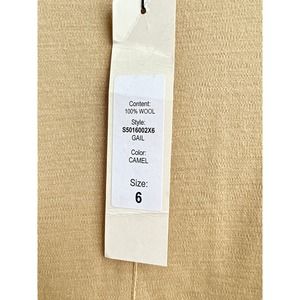 Content:
100% WOOL
Style:
S5016002X6
GAIL
Color:
CAMEL
Size:
6